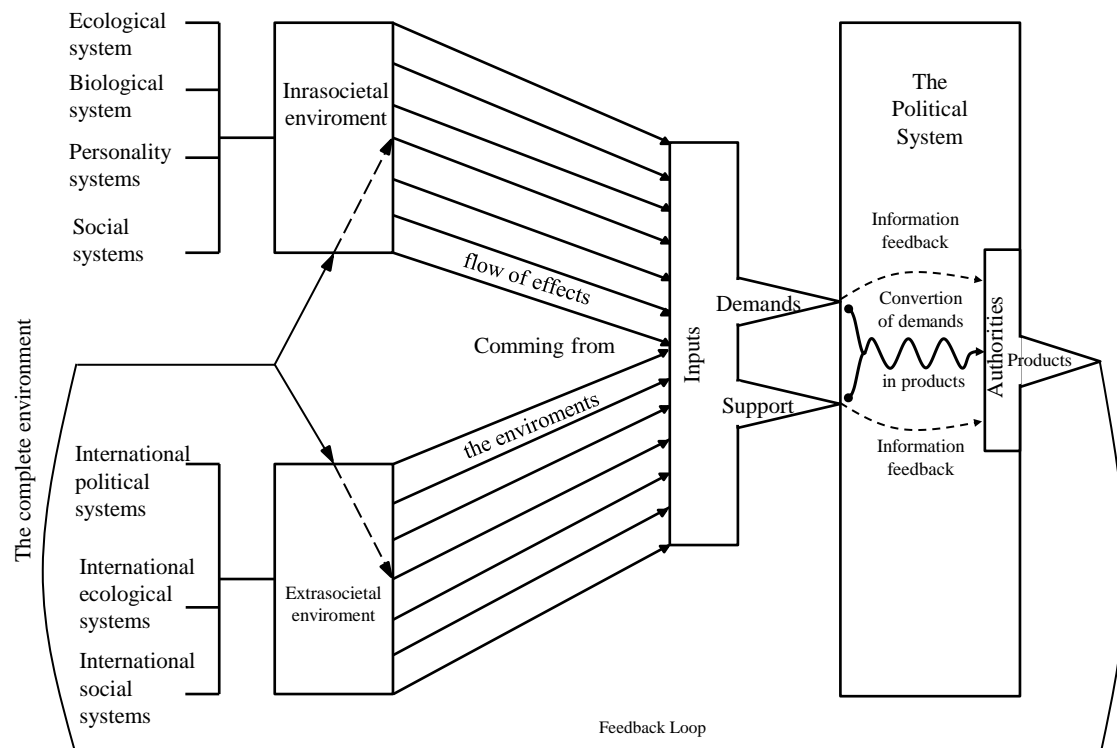 Ecological
system
Biological
system
Personality
systems
Social
systems
Inrasocietal
enviroment
The complete environment
International
political
systems
International
ecological
systems
International
social
systems
Extrasocietal
enviroment
flow of effects
Comming from
the enviroments
Inputs
Demands
Support
The
Political
System
Information
feedback
Convertion
of demands
in products
Information
feedback
Authorities
Products
Feedback Loop